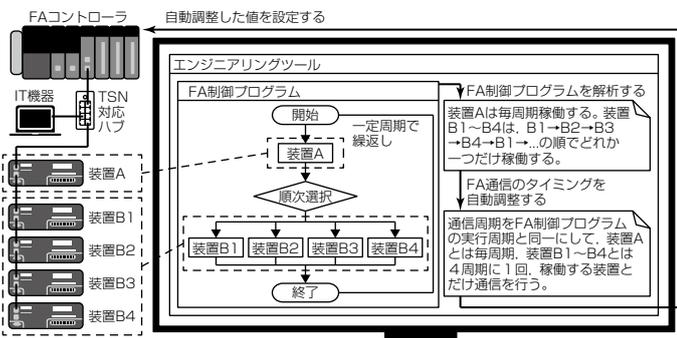 FAコントローラ
自動調整した値を設定する
エンジニアリングツール
FA制御プログラム
FA制御プログラムを解析する
IT機器
TSN
対応
ハブ
開始
一定周期で
繰返し
装置A
順次選択
装置B1
装置B2
装置B3
装置B4
終了
装置Aは毎周期稼働する。装置
B1～B4は，B1→B2→B3
→B4→B1→…の順でどれか
一つだけ稼働する。
FA通信のタイミングを
自動調整する
通信周期をFA制御プログラム
の実行周期と同一にして，装置A
とは毎周期，装置B1～B4とは
４周期に１回，稼働する装置と
だけ通信を行う。
装置A
装置B1
装置B2
装置B3
装置B4